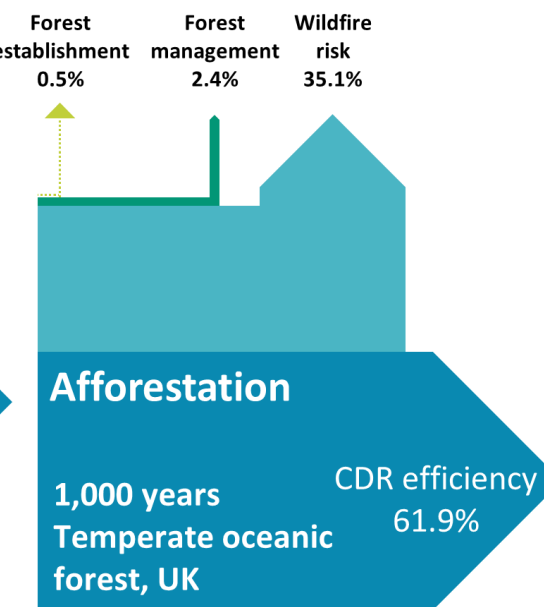 Forest
establishment
0.5%
Forest
management
2.4%
Wildfire
risk
35.1%
Afforestation
1,000 years
Temperate oceanic
forest, UK
CDR efficiency
61.9%